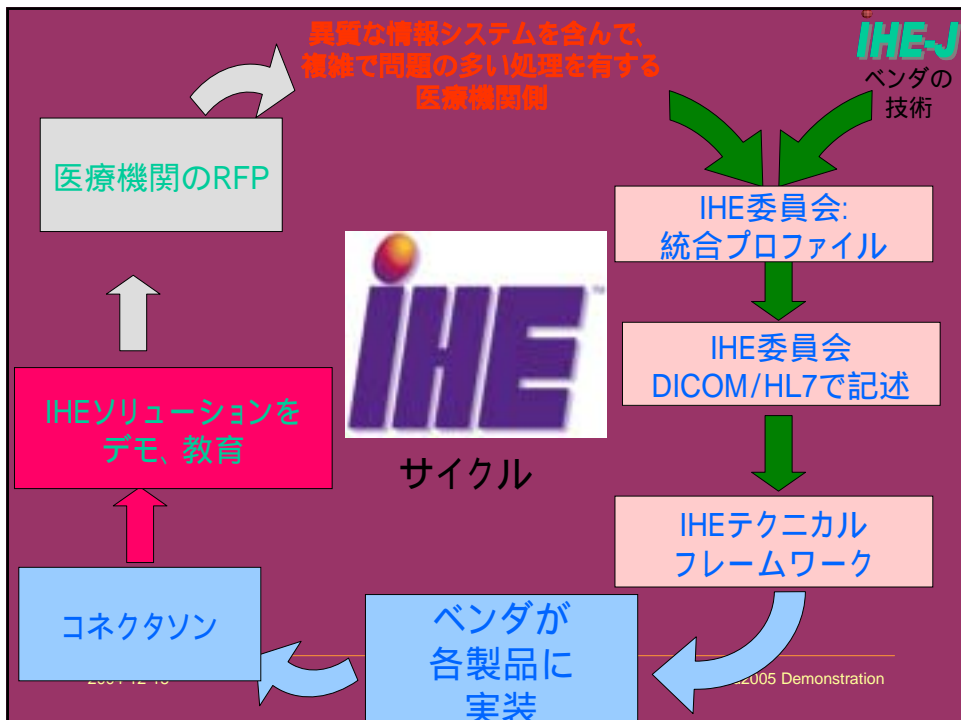 異質な情報システムを含んで、
複雑で問題の多い処理を有する
医療機関側
IHE-J
ベンダの
技術
医療機関のRFP
IHE委員会:
統合プロファイル
iHE
TM
サイクル
IHE委員会
DICOM/HL7で記述
IHEソリューションを
デモ、教育
IHEテクニカル
フレームワーク
コネクタソン
ベンダが
各製品に
実装
2005 Demonstration